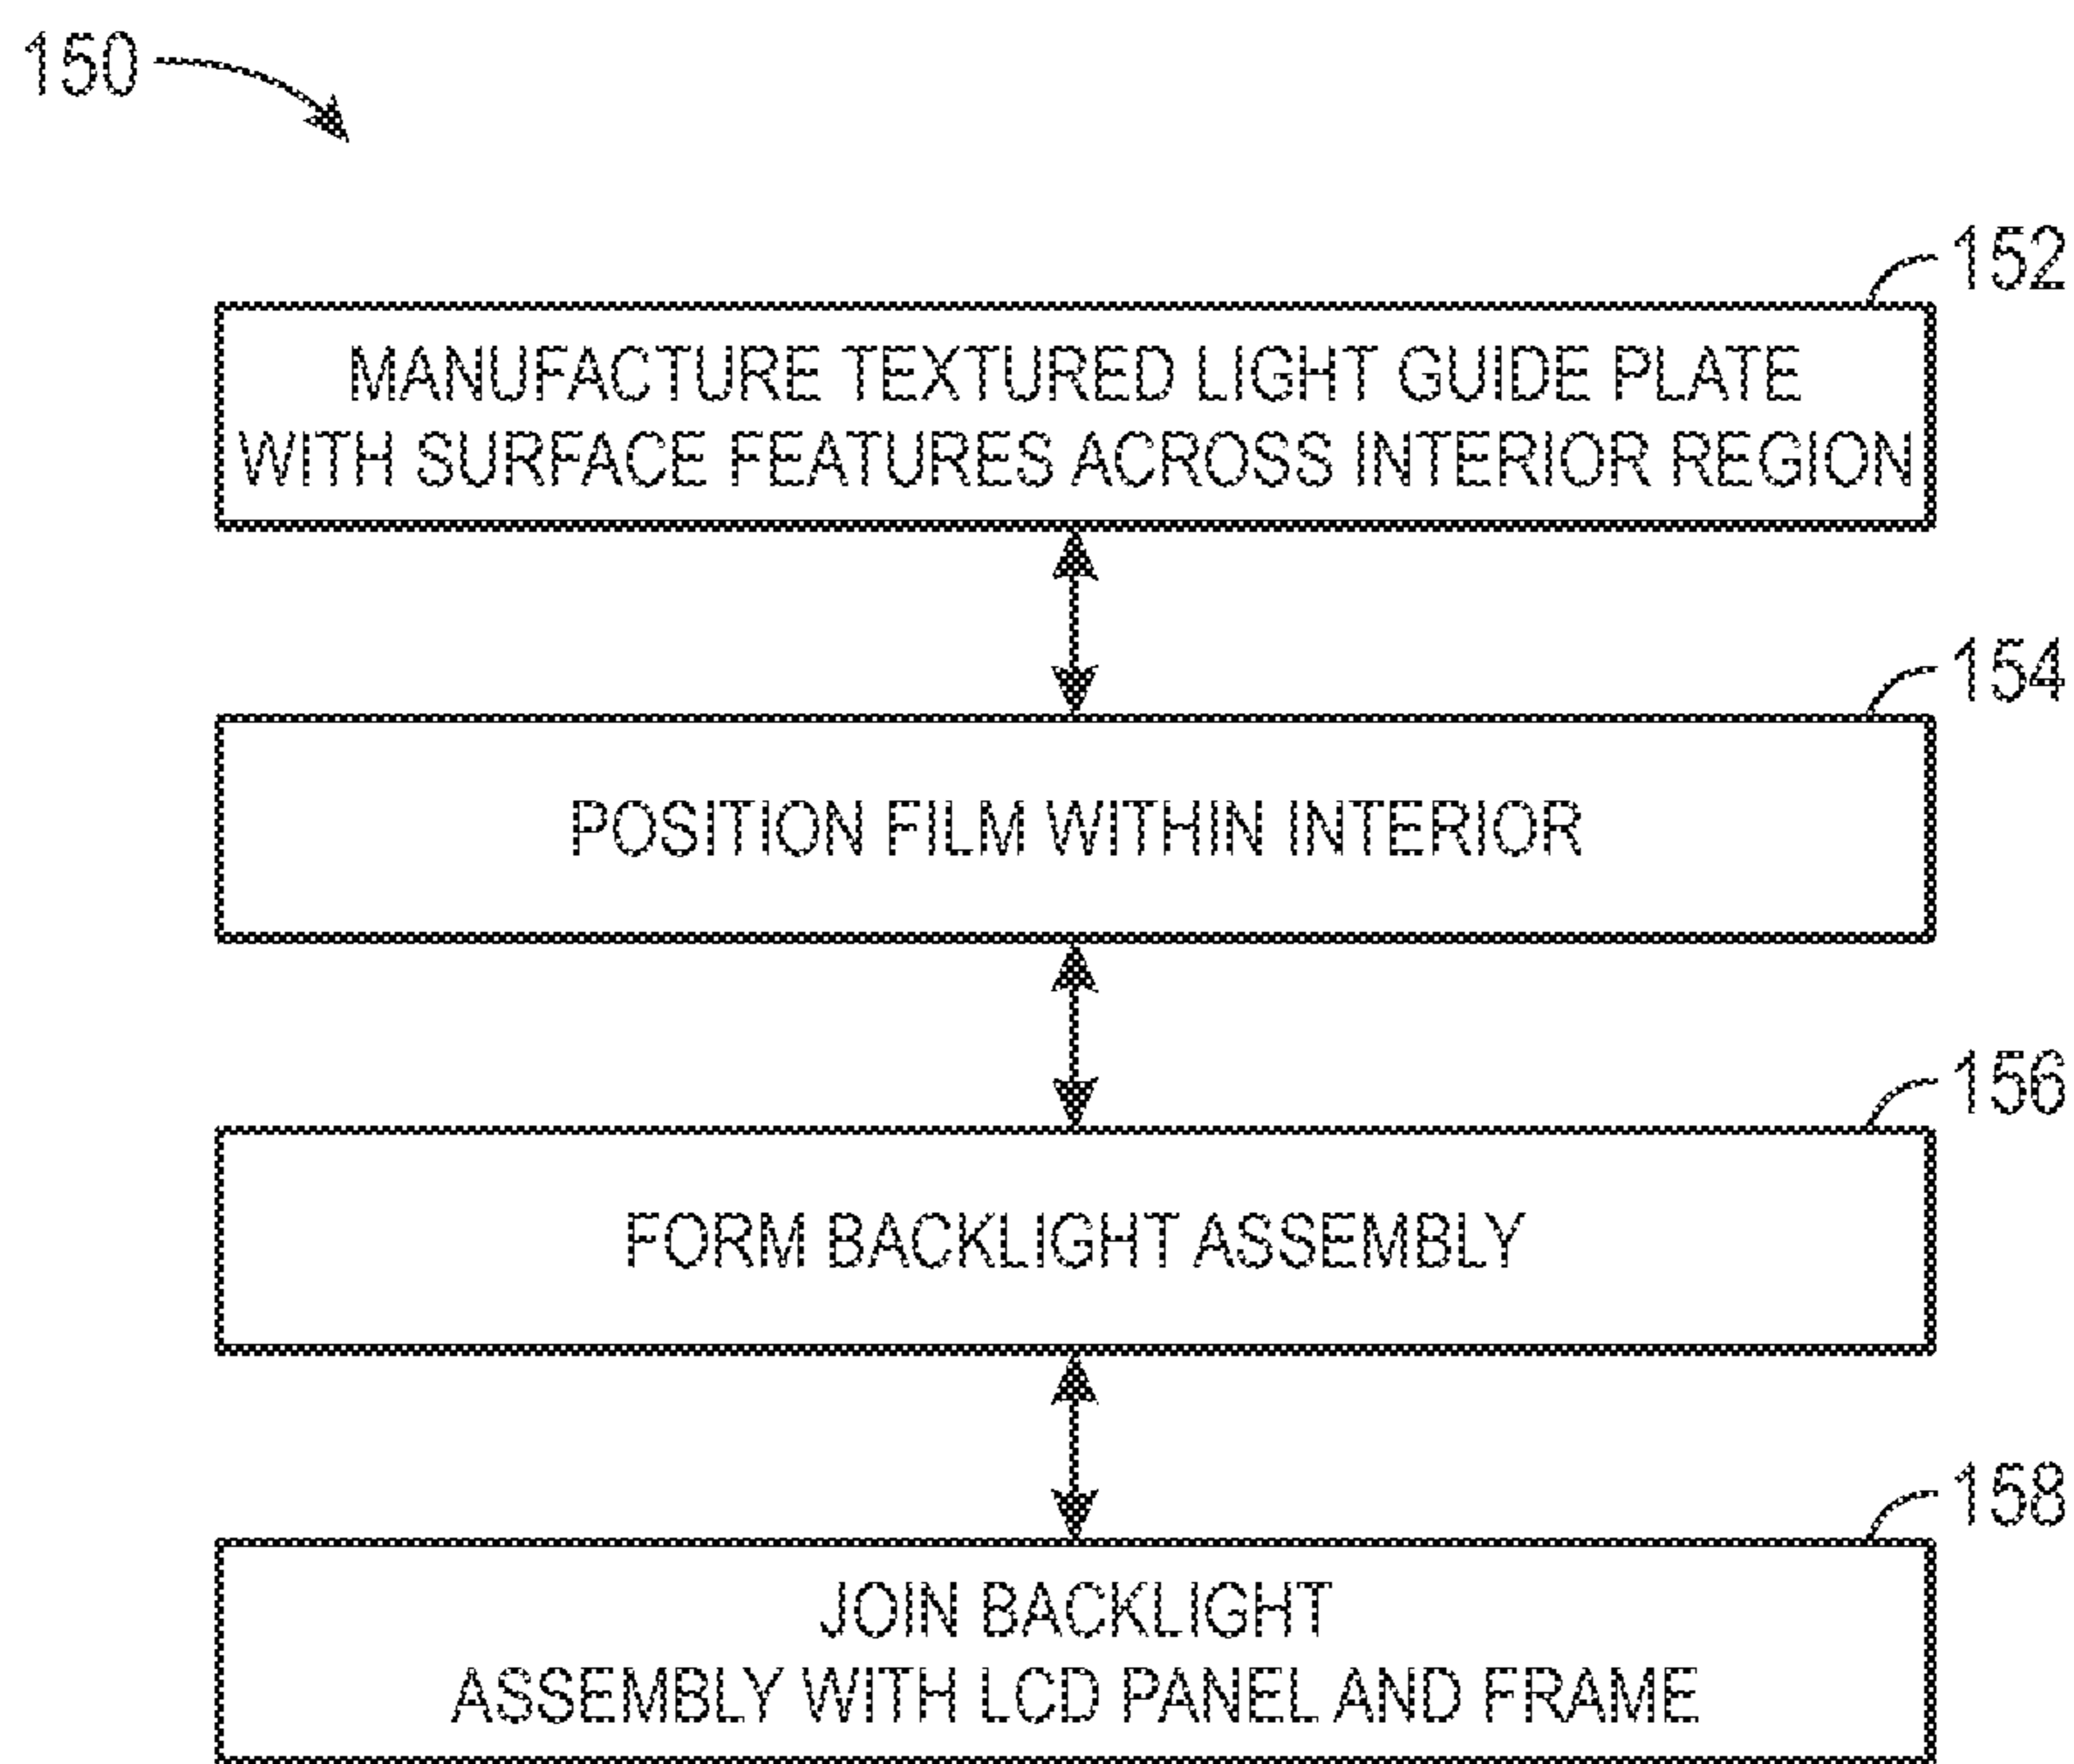 150
152
MANUFACTURE TEXTURED LIGHT GUIDE PLATE
WITH SURFACE FEATURES ACROSS INTERIOR REGION
154
POSITION FILM WITHIN INTERIOR
156
FORM BACKLIGHT ASSEMBLY
158
JOIN BACKLIGHT
ASSEMBLY WITH LCD PANEL AND FRAME